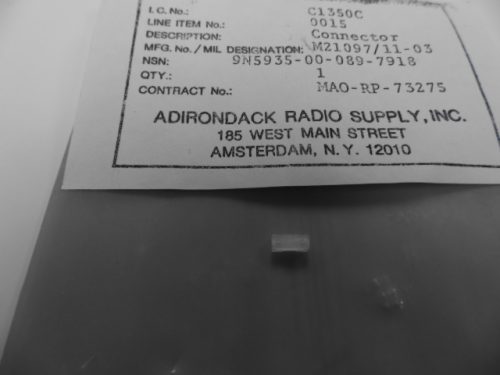 I.C. No.: C1350C
LINE ITEM No.: 0015
DESCRIPTION: Connector
MFG. No./MIL DESIGNATION: M21097/11-03
NSN: 9N5935-00-089-7918
QTY.: 1
CONTRACT No.: MAO-RP-73275
ADIRONDACK RADIO SUPPLY, INC.
185 WEST MAIN STREET
AMSTERDAM, N.Y. 12010